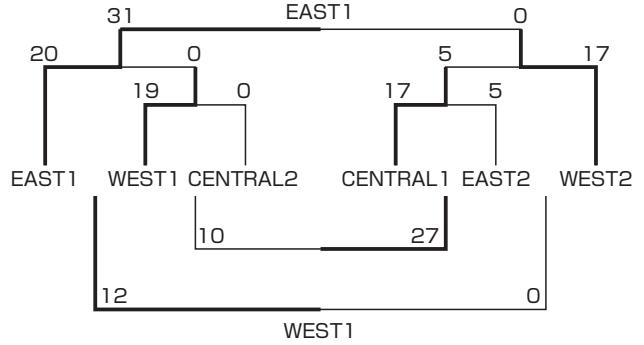 31 EAST1 0
20 0 5 17
19 0 17 5
EAST1 WEST1 CENTRAL2 CENTRAL1 EAST2 WEST2
10 27
12 0
WEST1